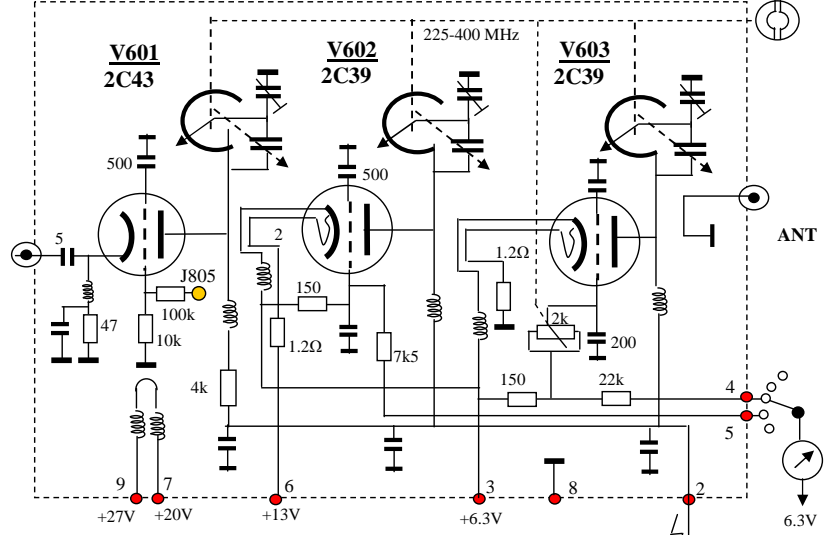 225-400 MHz
V601
2C43
V602
2C39
V603
2C39
500
500
5
2
1.2Ω
ANT
J805
100k
47
10k
150
1.2Ω
2k
200
7k5
4k
150
22k
4
5
9
7
6
3
8
2
+27V
+20V
+13V
+6.3V
6.3V